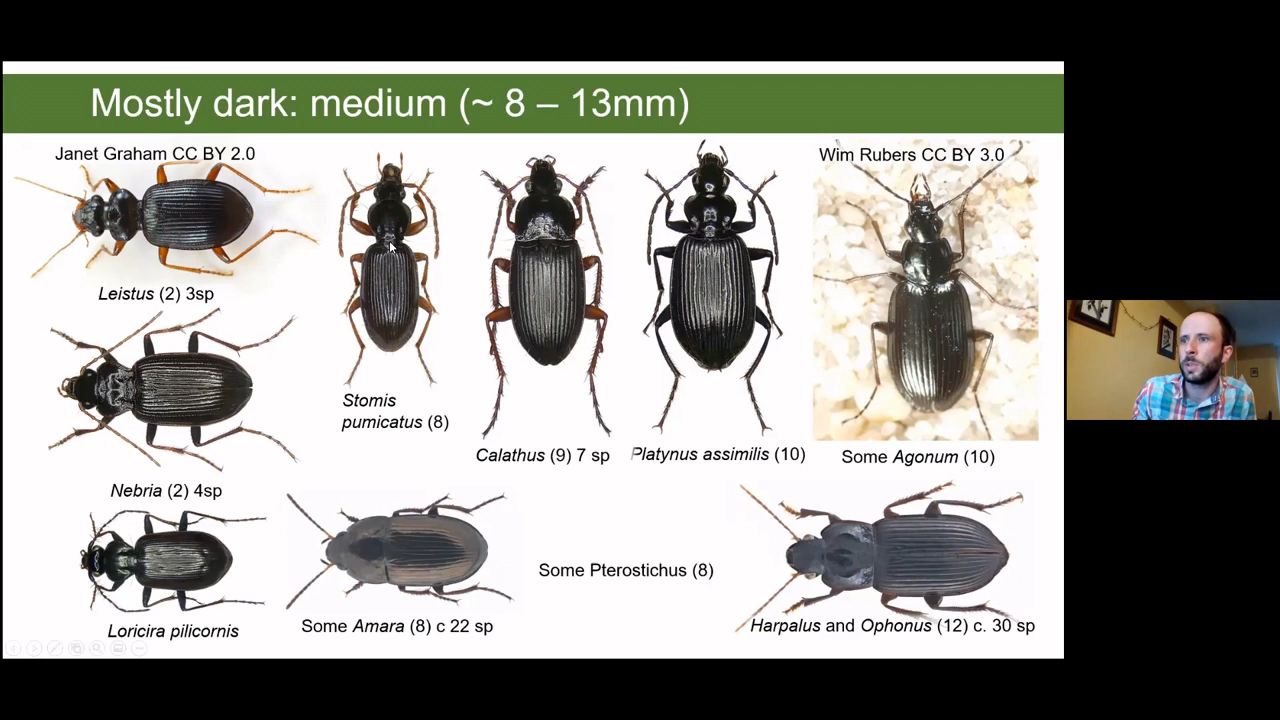 Mostly dark: medium (~ 8 – 13mm)
Janet Graham CC BY 2.0
Wim Rubers CC BY 3.0
Leistus (2) 3sp
Stomis
pumicatus (8)
Calathus (9) 7 sp
Platynus assimilis (10)
Some Agonum (10)
Nebria (2) 4sp
Some Pterostichus (8)
Loricira pilicornis
Some Amara (8) c 22 sp
Harpalus and Ophonus (12) c. 30 sp